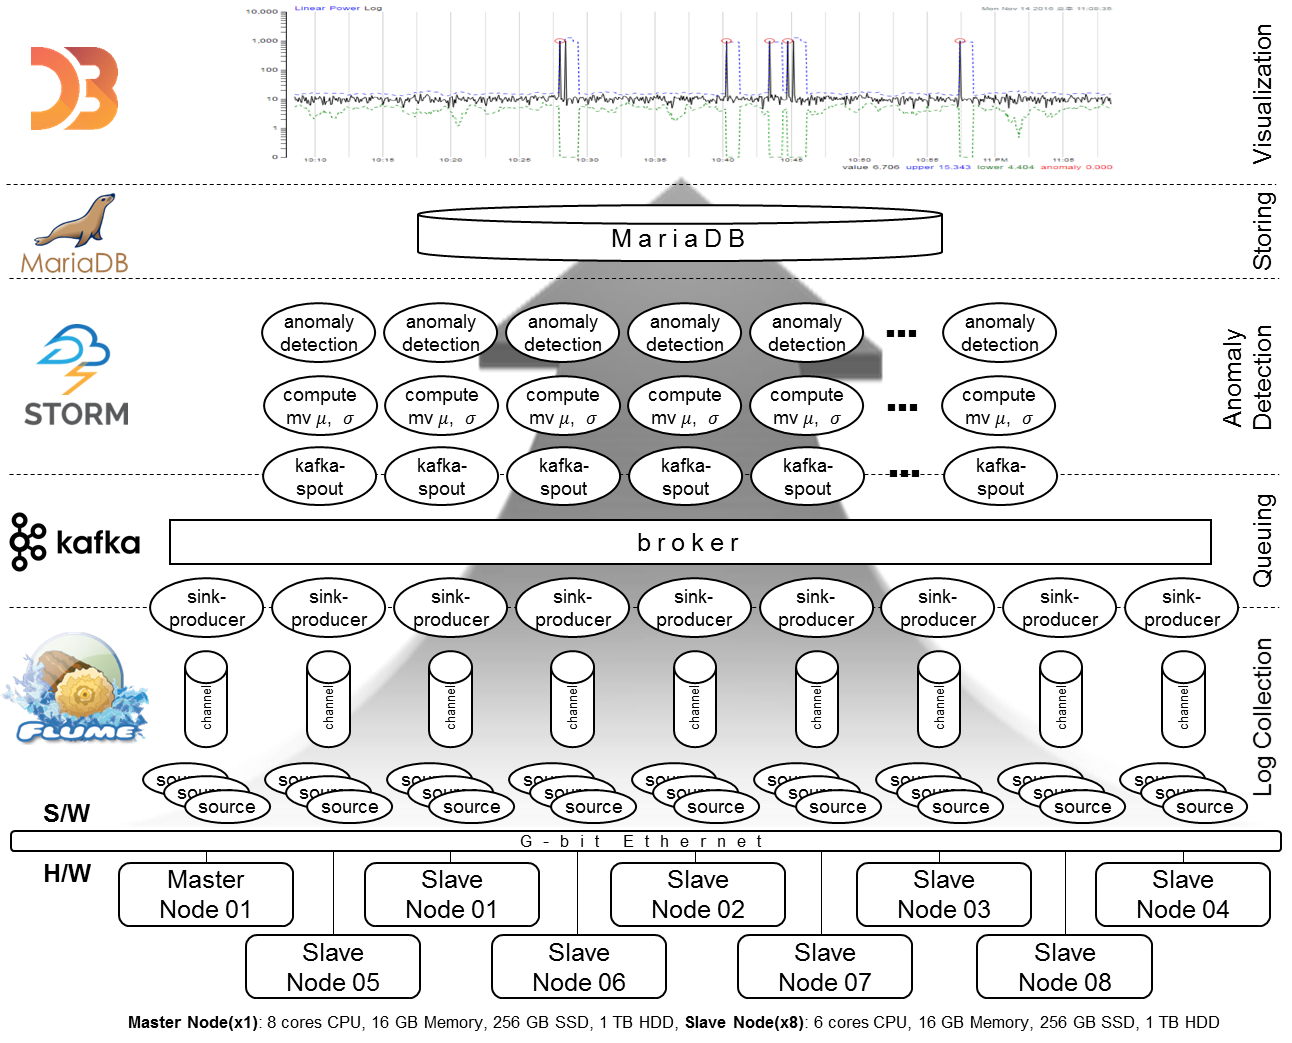 Linear Power Log
10,000
1,000
100
10
1
0
10:10
10:15
10:20
10:25
10:30
10:35
10:40
10:45
10:50
10:55
11 PM
11:05
value 6.706 upper 15.343 lower 4.404 anomaly 0.000
Visualization
MariaDB
MariaDB
Storing
anomaly detection
anomaly detection
anomaly detection
anomaly detection
anomaly detection
...
anomaly detection
STORM
compute mv μ, σ
compute mv μ, σ
compute mv μ, σ
compute mv μ, σ
compute mv μ, σ
...
compute mv μ, σ
Anomaly
Detection
kafka-spout
kafka-spout
kafka-spout
kafka-spout
kafka-spout
...
kafka-spout
kafka
broker
Queuing
sink-producer
sink-producer
sink-producer
sink-producer
sink-producer
sink-producer
sink-producer
sink-producer
sink-producer
FLUME
channel
channel
channel
channel
channel
channel
channel
channel
channel
Log Collection
source
source
source
source
source
source
source
source
source
S/W
G-bit Ethernet
H/W
Master
Node 01
Slave
Node 01
Slave
Node 02
Slave
Node 03
Slave
Node 04
Slave
Node 05
Slave
Node 06
Slave
Node 07
Slave
Node 08
Master Node(x1): 8 cores CPU, 16 GB Memory, 256 GB SSD, 1 TB HDD, Slave Node(x8): 6 cores CPU, 16 GB Memory, 256 GB SSD, 1 TB HDD